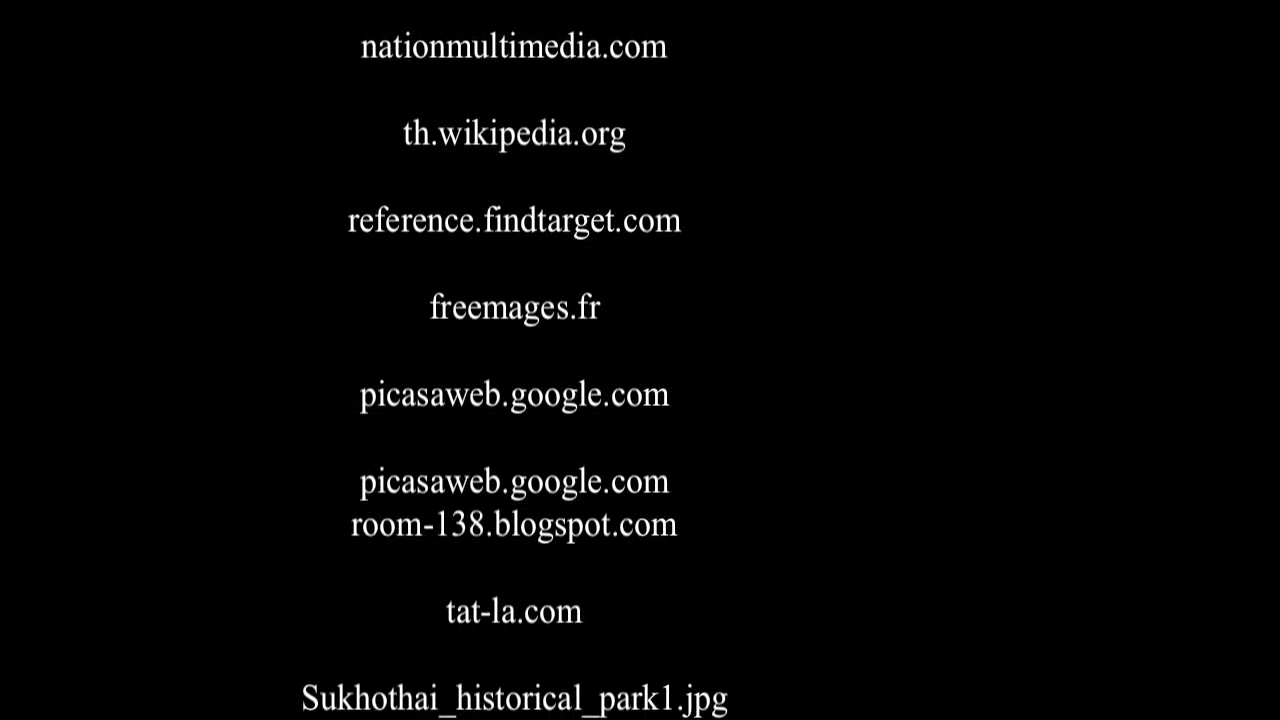 nationmultimedia.com
th.wikipedia.org
reference.findtarget.com
freemages.fr
picasaweb.google.com
picasaweb.google.com
room-138.blogspot.com
tat-la.com
Sukhothai_historical_park1.jpg